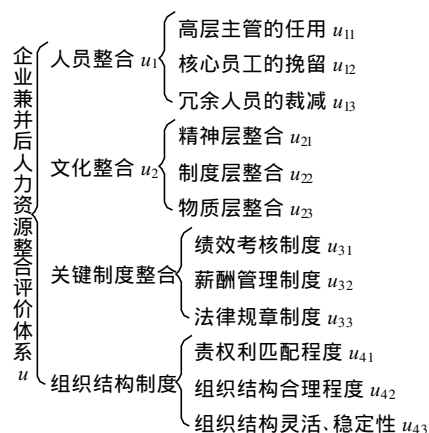 企业兼并后人力资源整合评价体系 u
人员整合 u1
高层主管的任用 u11
核心员工的挽留 u12
冗余人员的裁减 u13
文化整合 u2
精神层整合 u21
制度层整合 u22
物质层整合 u23
关键制度整合
绩效考核制度 u31
薪酬管理制度 u32
法律规章制度 u33
组织结构制度
责权利匹配程度 u41
组织结构合理程度 u42
组织结构灵活、稳定性 u43